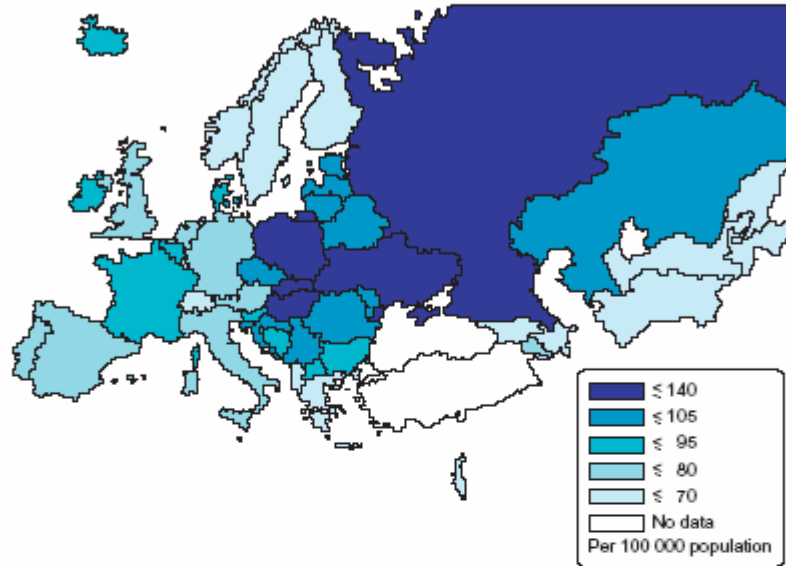 ≤ 140
≤ 105
≤ 95
≤ 80
≤ 70
No data
Per 100 000 population